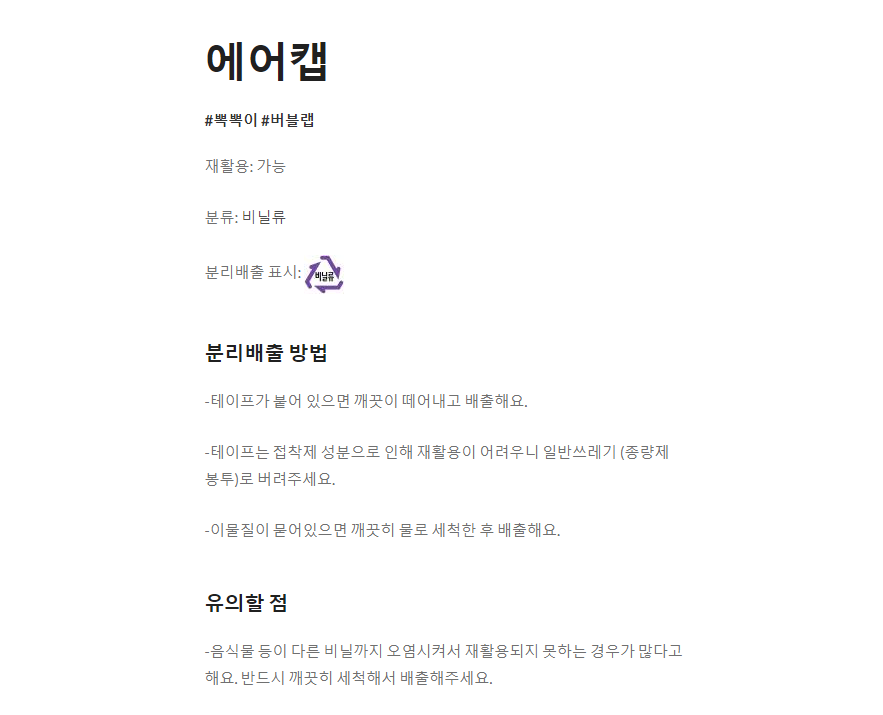 에어캡
#뽁뽁이 #버블랩
재활용: 가능
분류: 비닐류
분리배출 표시: 비닐류
분리배출 방법
-테이프가 붙어 있으면 깨끗이 떼어내고 배출해요.
-테이프는 접착제 성분으로 인해 재활용이 어려우니 일반쓰레기 (종량제
봉투)로 버려주세요.
-이물질이 묻어있으면 깨끗히 물로 세척한 후 배출해요.
유의할 점
-음식물 등이 다른 비닐까지 오염시켜서 재활용되지 못하는 경우가 많다고
해요. 반드시 깨끗히 세척해서 배출해주세요.